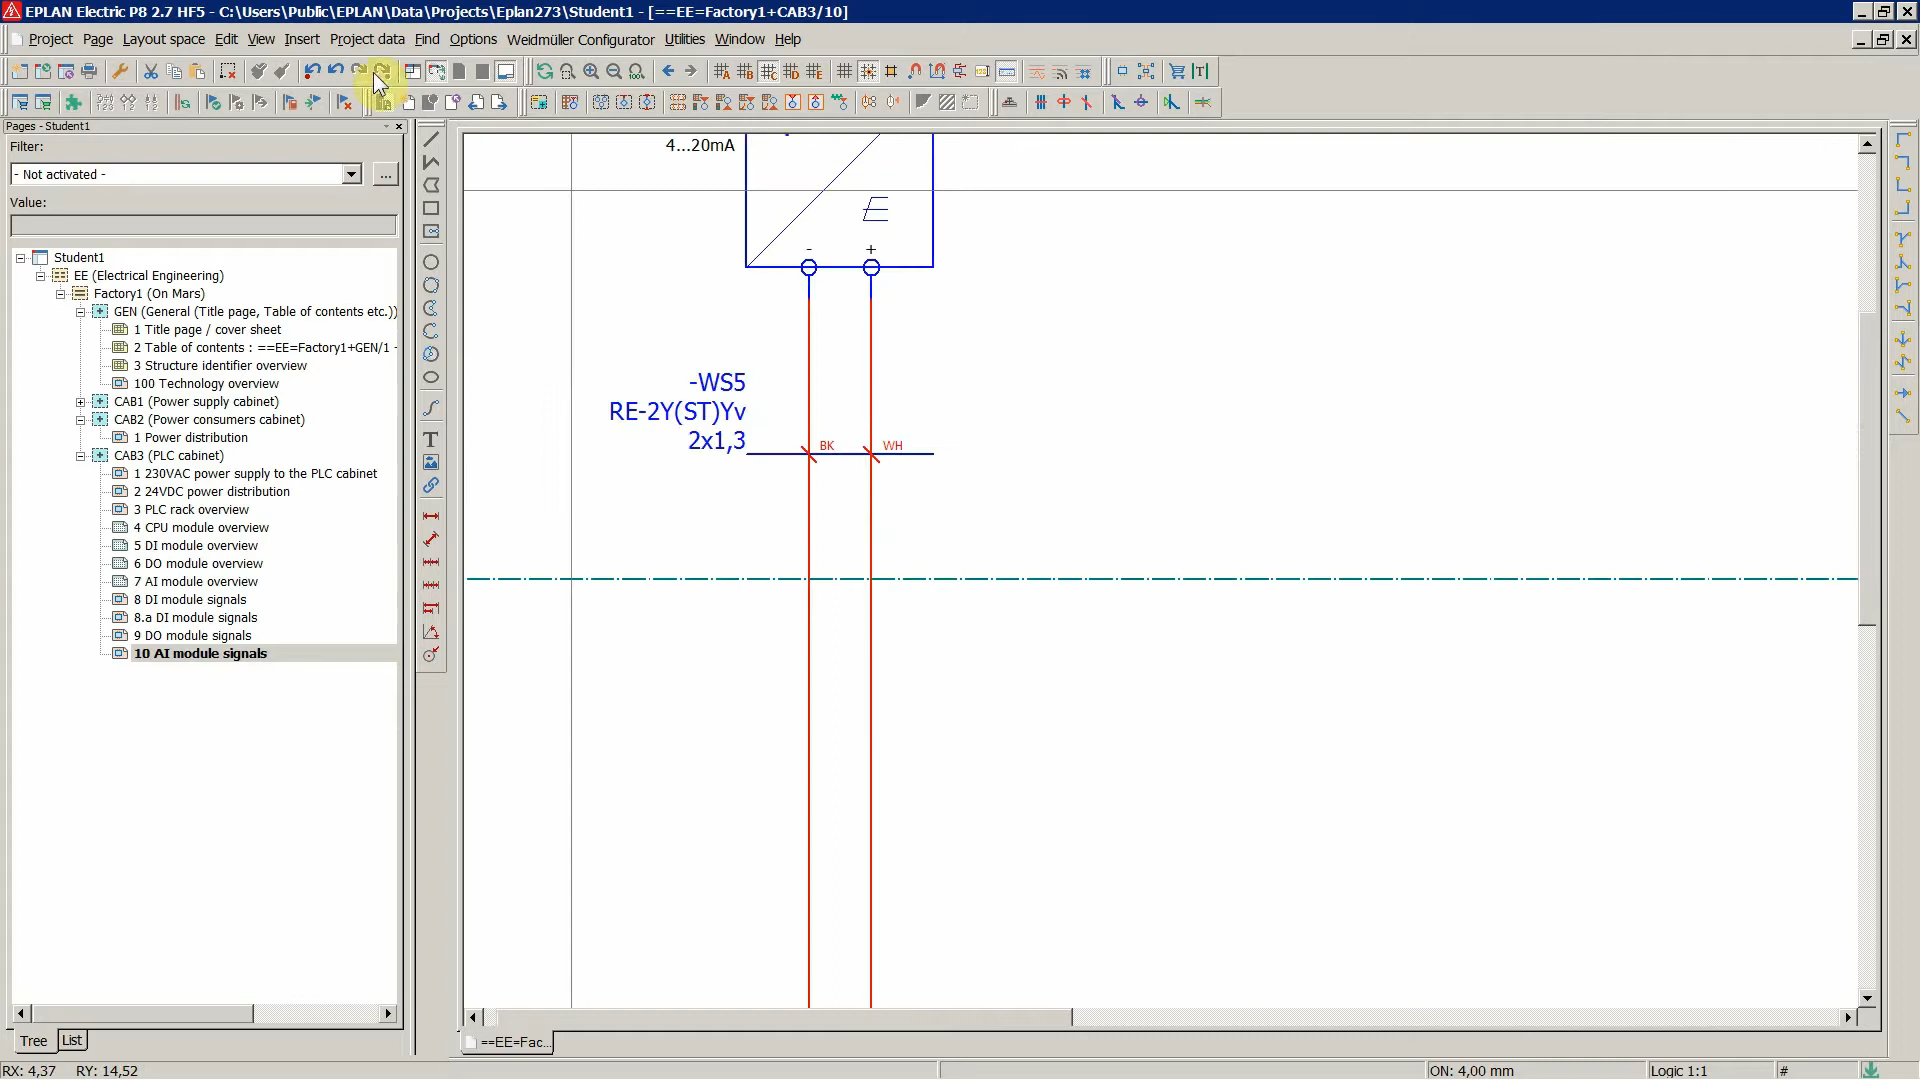 EPLAN Electric P8 2.7 HF5 - C:\Users\Public\EPLAN\Data\Projects\Eplan273\Student1 - [==EE=Factory1+CAB3/10]
Project Page Layout space Edit View Insert Project data Find Options Weidmüller Configurator Utilities Window Help
Pages - Student1
Filter:
- Not activated -
...
Value:
Student1
EE (Electrical Engineering)
Factory1 (On Mars)
GEN (General (Title page, Table of contents etc.))
1 Title page / cover sheet
2 Table of contents : ==EE=Factory1+GEN/1 -
3 Structure identifier overview
100 Technology overview
CAB1 (Power supply cabinet)
CAB2 (Power consumers cabinet)
1 Power distribution
CAB3 (PLC cabinet)
1 230VAC power supply to the PLC cabinet
2 24VDC power distribution
3 PLC rack overview
4 CPU module overview
5 DI module overview
6 DO module overview
7 AI module overview
8 DI module signals
8.a DI module signals
9 DO module signals
10 AI module signals
Tree List
4...20mA
- +
-WS5
RE-2Y(ST)Yv
2x1,3
BK WH
==EE=Fac...
RX: 4,37 RY: 14,52 ON: 4,00 mm Logic 1:1 #